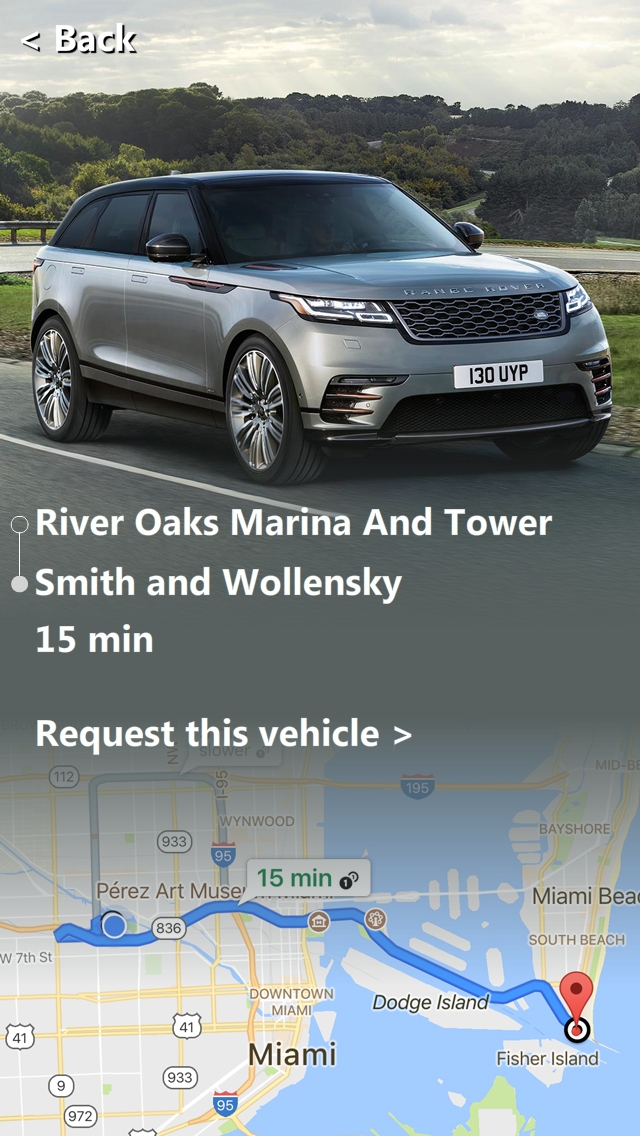 < Back
RANGE ROVER
130 UYP
River Oaks Marina And Tower
Smith and Wollensky
15 min
Request this vehicle >
slower
MID-BE
112
I-95
195
WYNWOOD
BAYSHORE
933
95
15 min
Pérez Art Museum Miami
Miami Beac
836
SOUTH BEACH
W 7th St
DOWNTOWN
MIAMI
Dodge Island
41
41
Miami
Fisher Island
933
9
95
972